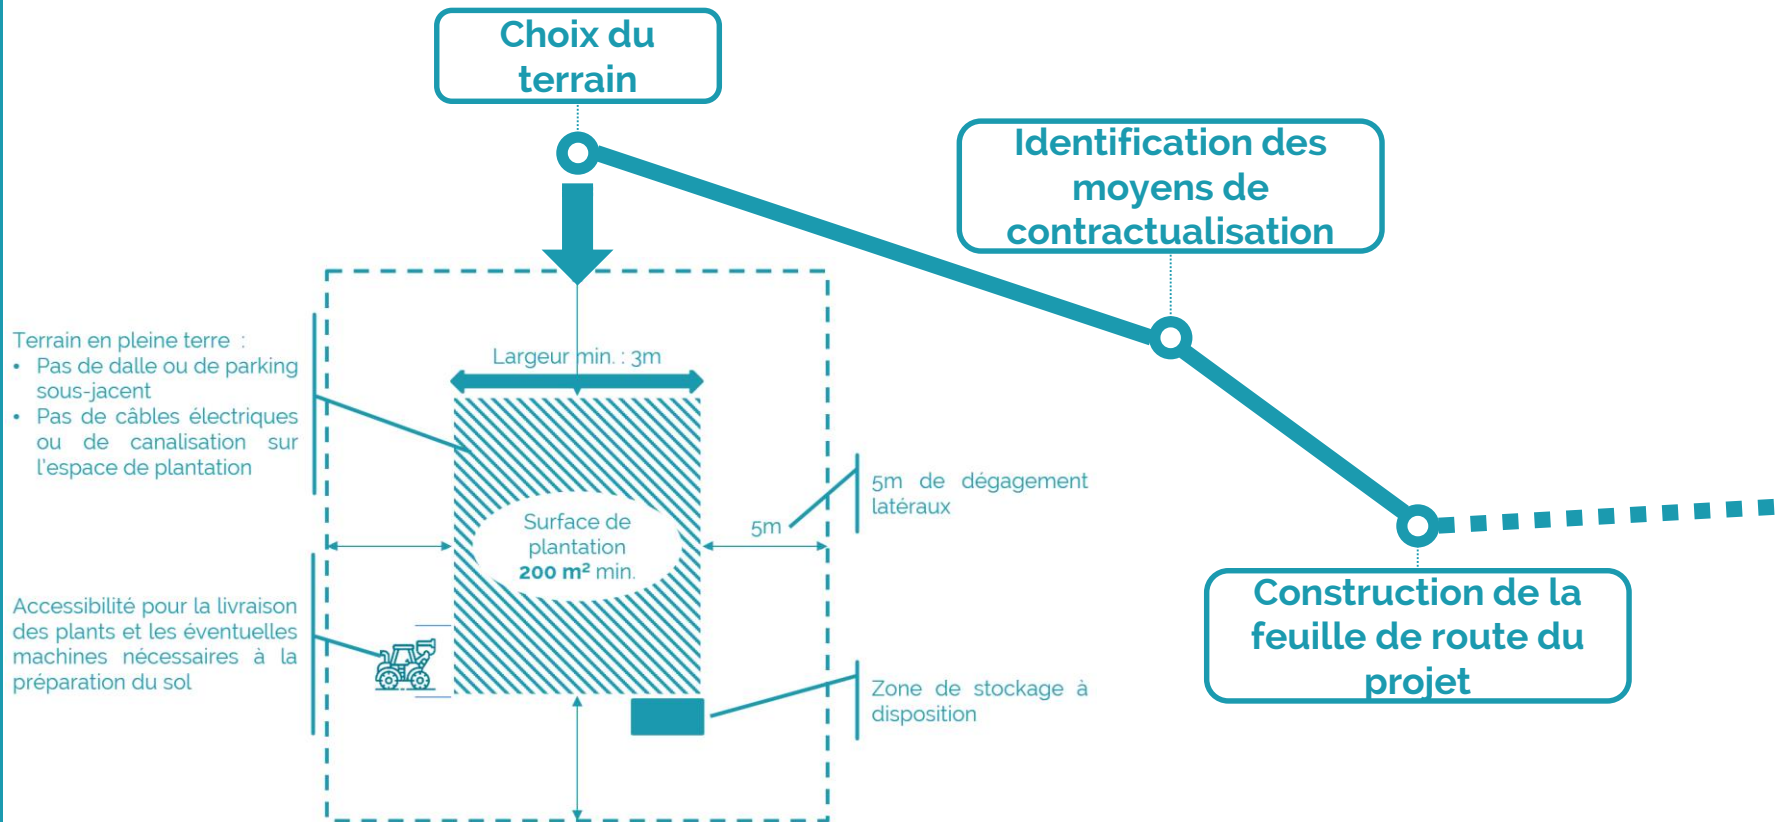 Choix du
terrain
Identification des
moyens de
contractualisation
Terrain en pleine terre :
• Pas de dalle ou de parking
sous-jacent
• Pas de câbles électriques
ou de canalisation sur
l'espace de plantation
Largeur min. : 3m
5m de dégagement
latéraux
Surface de
plantation
200 m² min.
5m
Construction de la
feuille de route du
projet
Accessibilité pour la livraison
des plants et les éventuelles
machines nécessaires à la
préparation du sol
Zone de stockage à
disposition